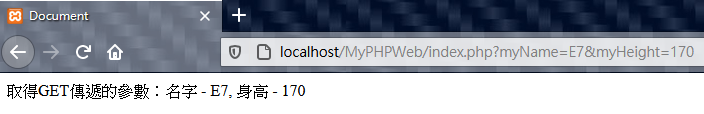 Document
localhost/MyPHPWeb/index.php?myName=E7&myHeight=170
取得GET傳遞的參數：名字 - E7, 身高 - 170